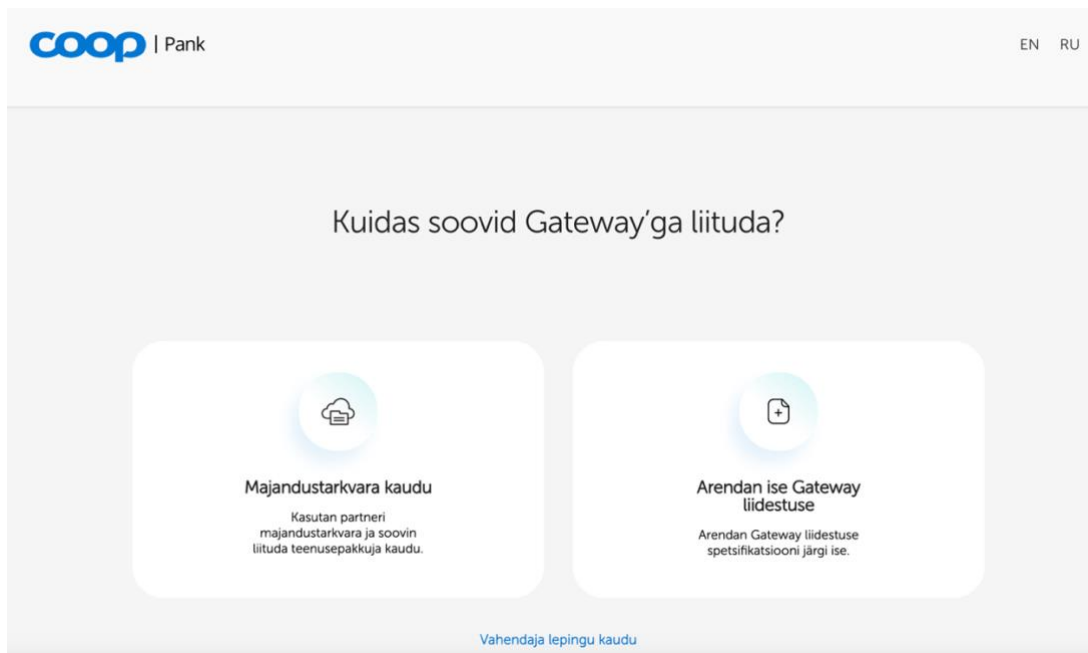 coop | Pank
EN RU
Kuidas soovid Gateway'ga liituda?
Majandustarkvara kaudu
Kasutan partneri
majandustarkvara ja soovin
liituda teenusepakkuja kaudu.
Arendan ise Gateway
liidestuse
Arendan Gateway liidestuse
spetsifikatsiooni järgi ise.
Vahendaja lepingu kaudu